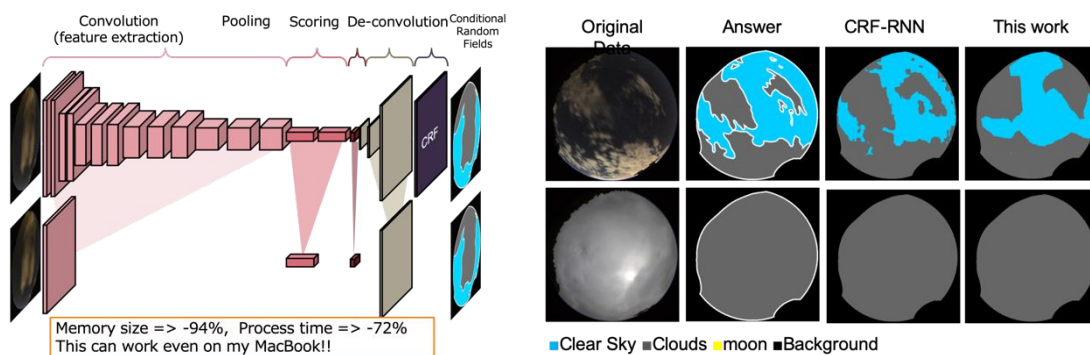 Convolution
(feature extraction)
Pooling
Scoring
De-convolution
Conditional
Random
Fields
CRF
Memory size => -94%, Process time => -72%
This can work even on my MacBook!!
Original
Data
Answer
CRF-RNN
This work
Clear Sky
Clouds
moon
Background